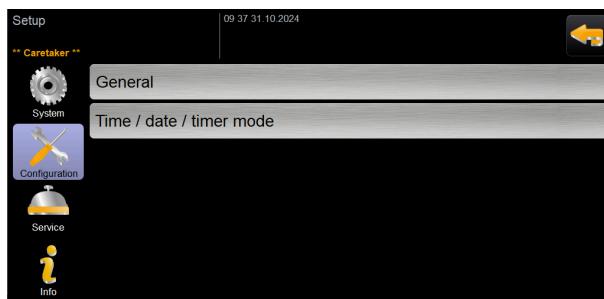 Setup
09 37 31.10.2024
** Caretaker **
System
General
Time / date / timer mode
Configuration
Service
Info